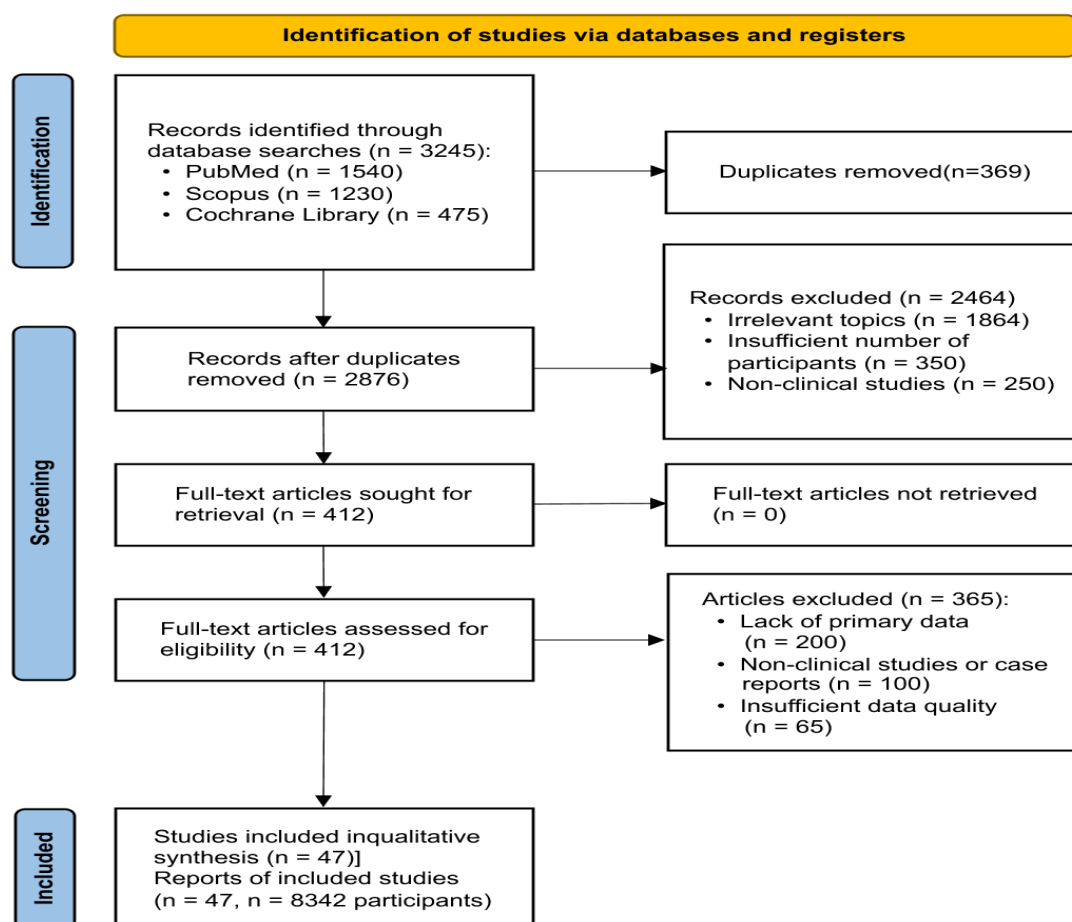 Identification of studies via databases and registers
Identification
Records identified through
database searches (n = 3245):
• PubMed (n = 1540)
• Scopus (n = 1230)
• Cochrane Library (n = 475)
Duplicates removed(n=369)
Screening
Records after duplicates
removed (n = 2876)
Records excluded (n = 2464)
• Irrelevant topics (n = 1864)
• Insufficient number of
participants (n = 350)
• Non-clinical studies (n = 250)
Full-text articles sought for
retrieval (n = 412)
Full-text articles not retrieved
(n = 0)
Full-text articles assessed for
eligibility (n = 412)
Articles excluded (n = 365):
• Lack of primary data
(n = 200)
• Non-clinical studies or case
reports (n = 100)
• Insufficient data quality
(n = 65)
Included
Studies included inqualitative
synthesis (n = 47)]
Reports of included studies
(n = 47, n = 8342 participants)